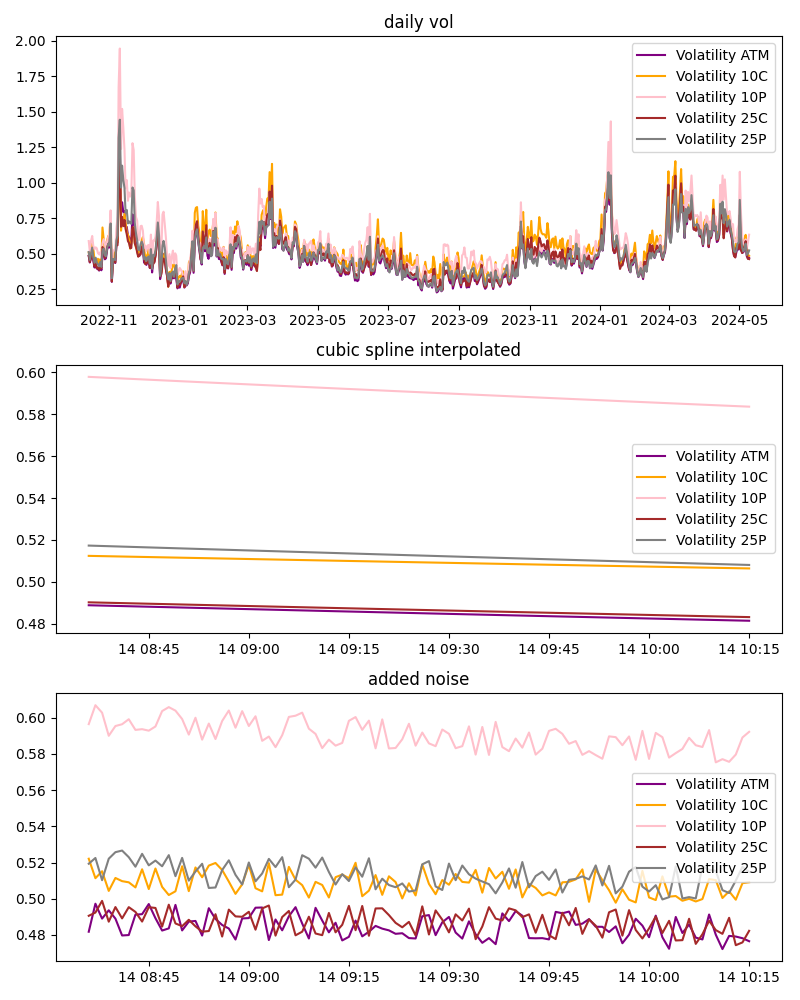 daily vol
2.00
1.75
1.50
1.25
1.00
0.75
0.50
0.25
Volatility ATM
Volatility 10C
Volatility 10P
Volatility 25C
Volatility 25P
2022-11 2023-01 2023-03 2023-05 2023-07 2023-09 2023-11 2024-01 2024-03 2024-05
cubic spline interpolated
0.60
0.58
0.56
0.54
0.52
0.50
0.48
Volatility ATM
Volatility 10C
Volatility 10P
Volatility 25C
Volatility 25P
14 08:45 14 09:00 14 09:15 14 09:30 14 09:45 14 10:00 14 10:15
added noise
0.60
0.58
0.56
0.54
0.52
0.50
0.48
Volatility ATM
Volatility 10C
Volatility 10P
Volatility 25C
Volatility 25P
14 08:45 14 09:00 14 09:15 14 09:30 14 09:45 14 10:00 14 10:15